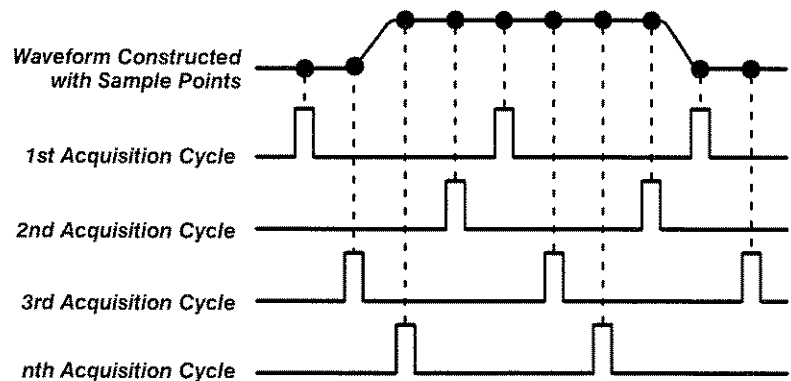 Waveform Constructed
with Sample Points
1st Acquisition Cycle
2nd Acquisition Cycle
3rd Acquisition Cycle
nth Acquisition Cycle